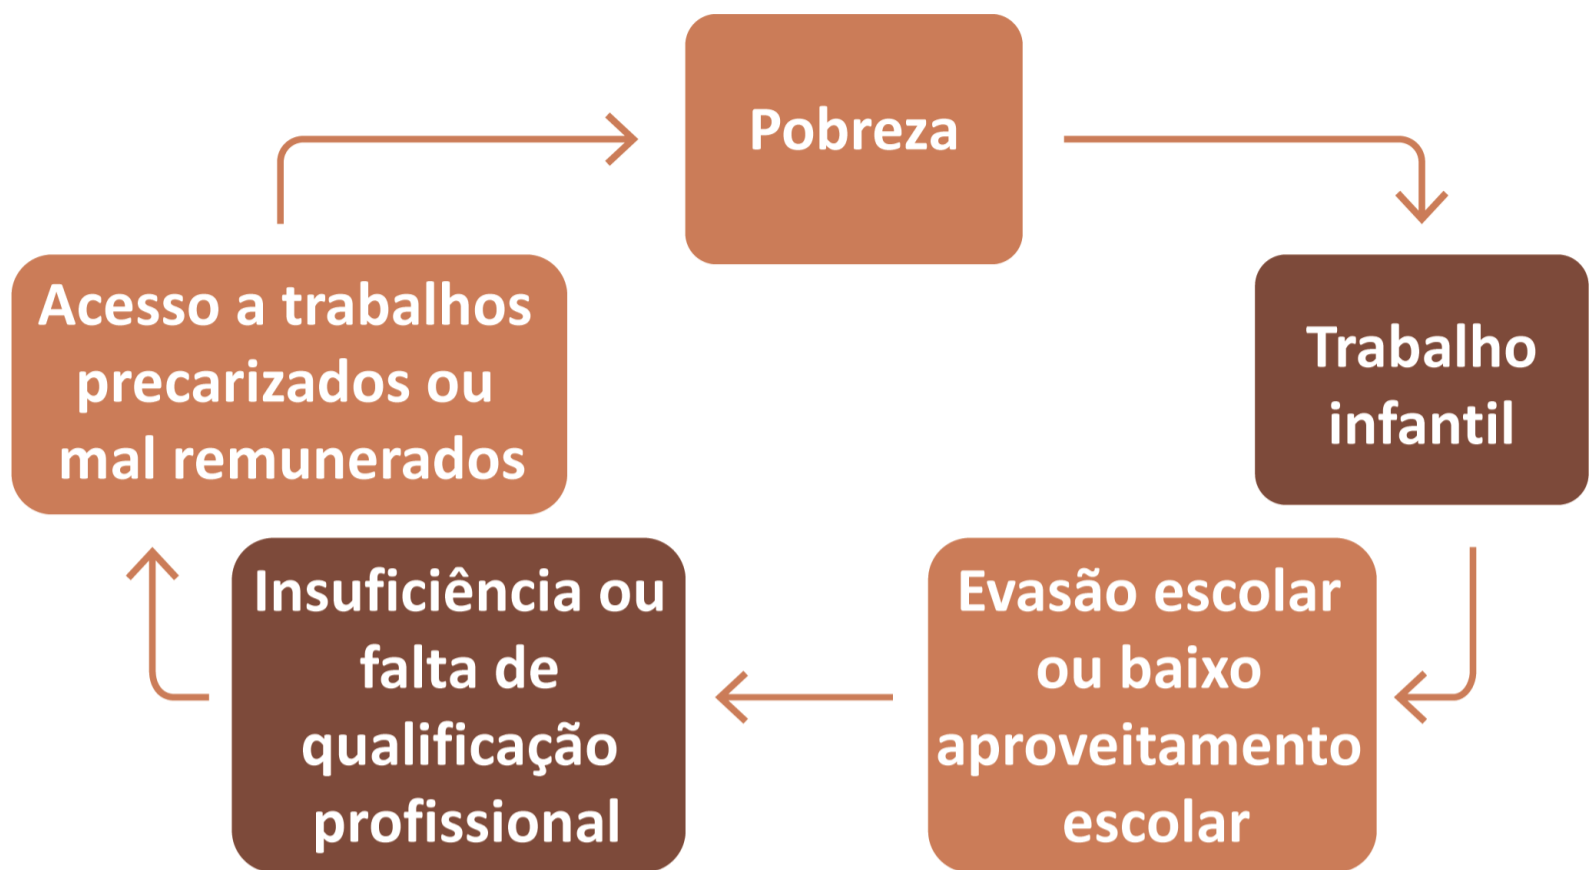 Pobreza
Trabalho
infantil
Evasão escolar
ou baixo
aproveitamento
escolar
Insuficiência ou
falta de
qualificação
profissional
Acesso a trabalhos
precarizados ou
mal remunerados